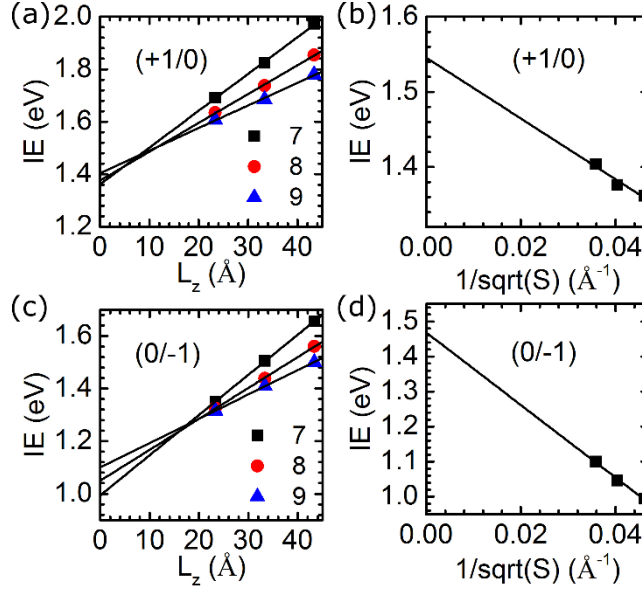 (a)
2.0
1.8
1.6
1.4
1.2
IE (eV)
(+1/0)
7
8
9
0 10 20 30 40
L_z (Å)
(b)
1.6
1.5
1.4
IE (eV)
(+1/0)
0.00 0.02 0.04
1/sqrt(S) (Å⁻¹)
(c)
1.6
1.4
1.2
1.0
IE (eV)
(0/-1)
7
8
9
0 10 20 30 40
L_z (Å)
(d)
1.5
1.4
1.3
1.2
1.1
1.0
IE (eV)
(0/-1)
0.00 0.02 0.04
1/sqrt(S) (Å⁻¹)